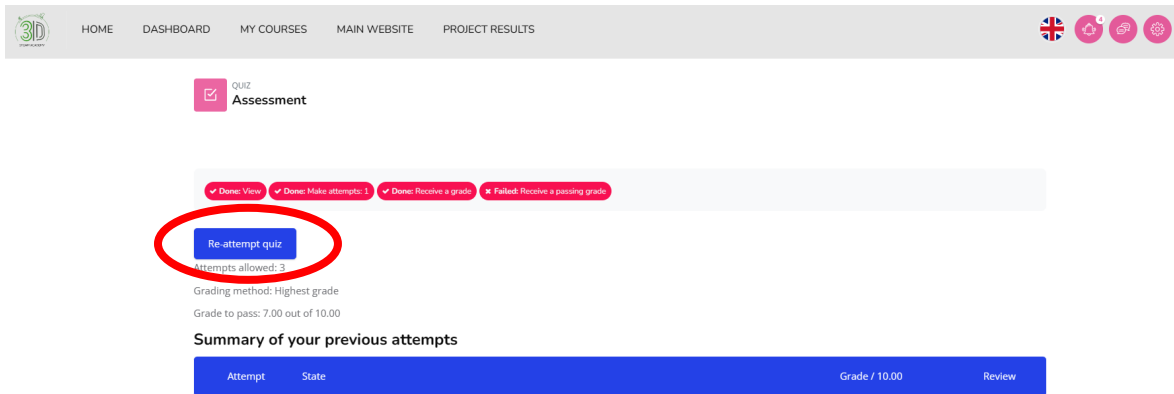 3D
HOME DASHBOARD MY COURSES MAIN WEBSITE PROJECT RESULTS
4
QUIZ
Assessment
Done: View Done: Make attempts: 1 Done: Receive a grade Failed: Receive a passing grade
Re-attempt quiz
Attempts allowed: 3
Grading method: Highest grade
Grade to pass: 7.00 out of 10.00
Summary of your previous attempts
Attempt State Grade / 10.00 Review